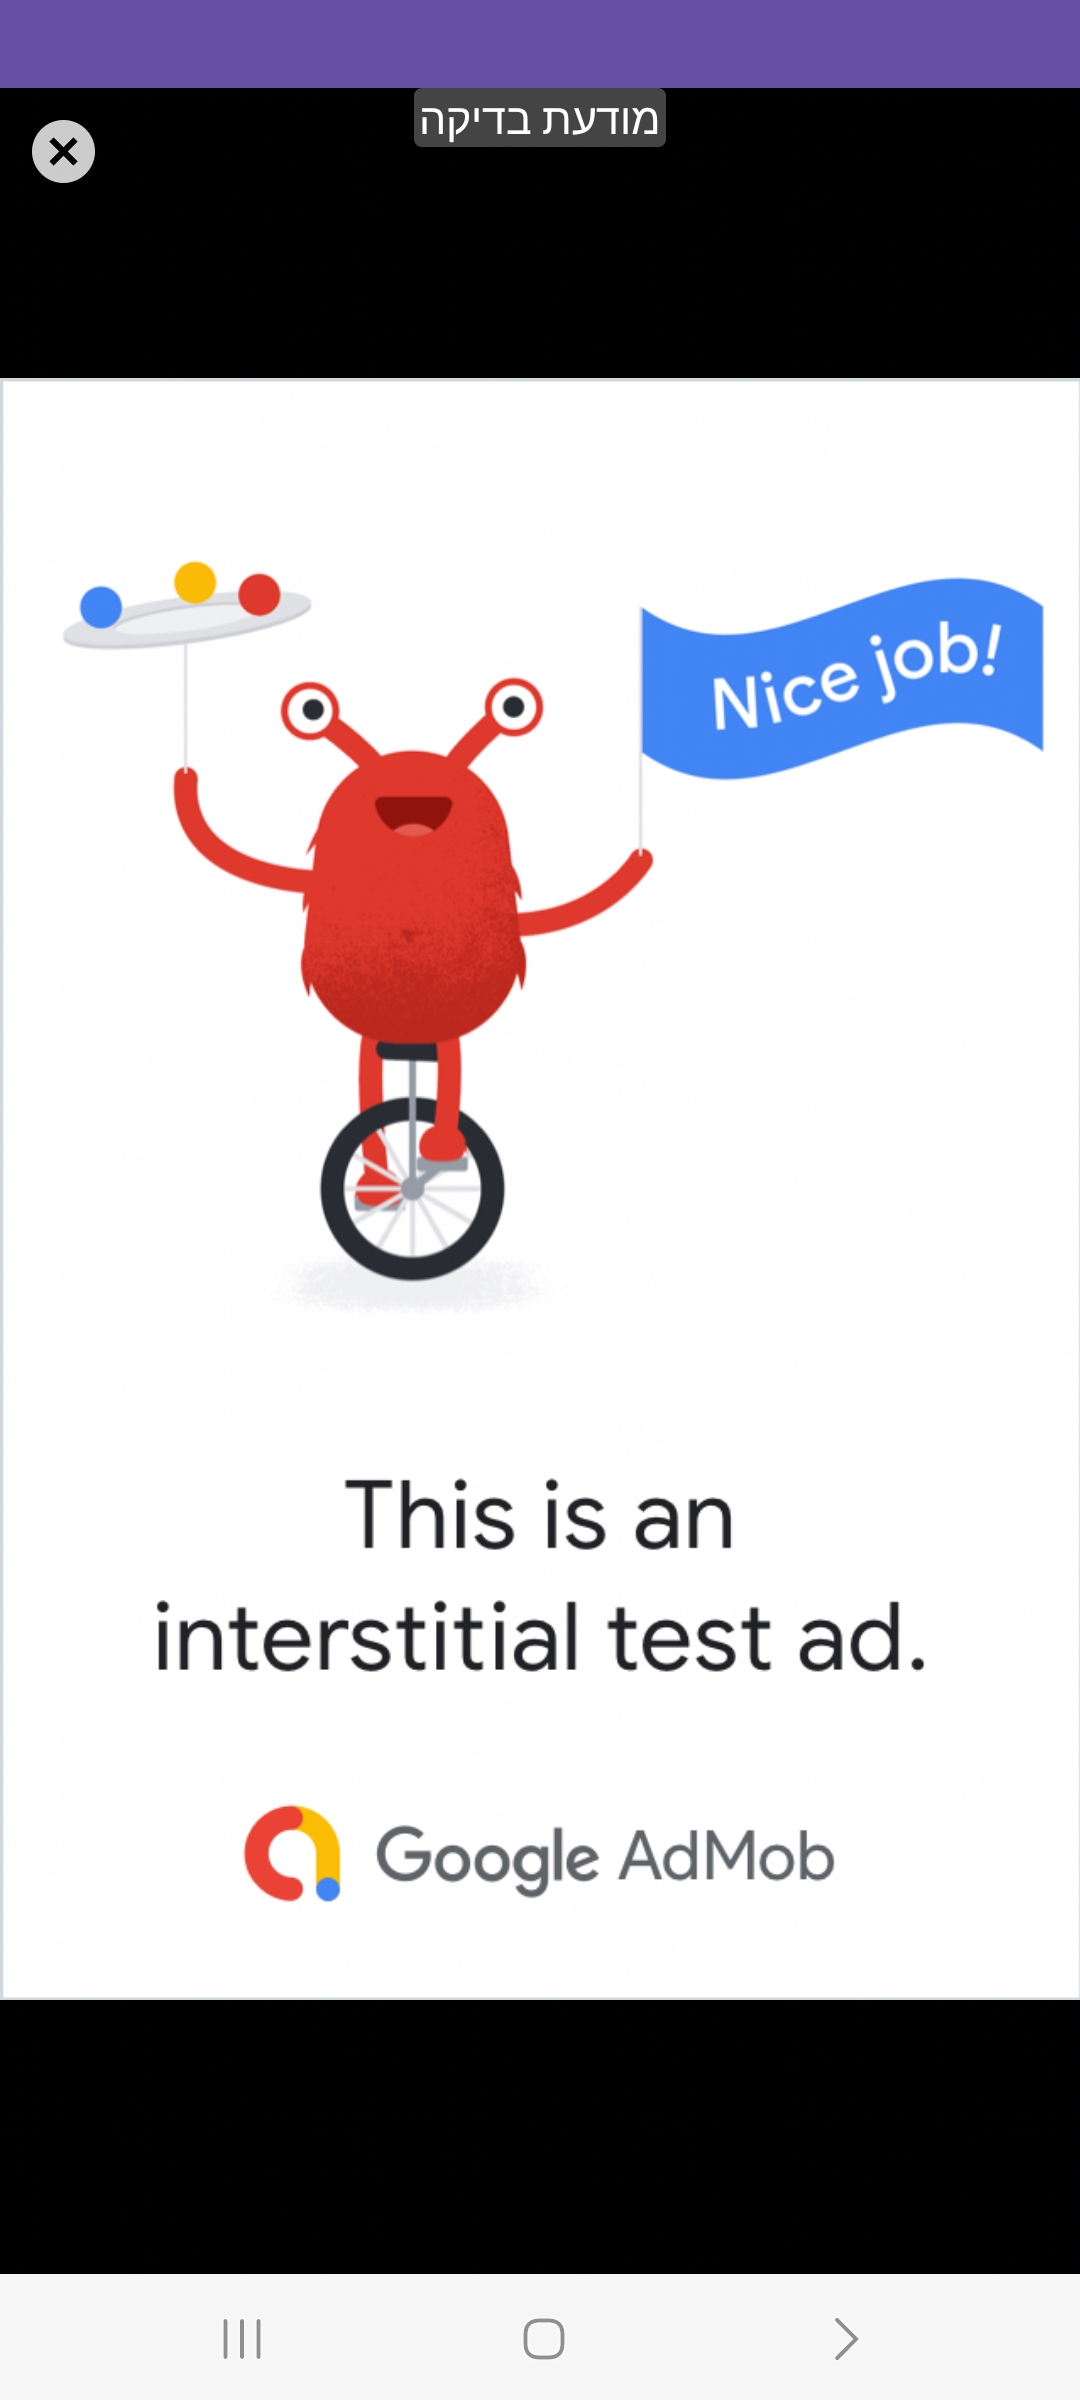 מודעת בדיקה
Nice job!
This is an
interstitial test ad.
Google AdMob